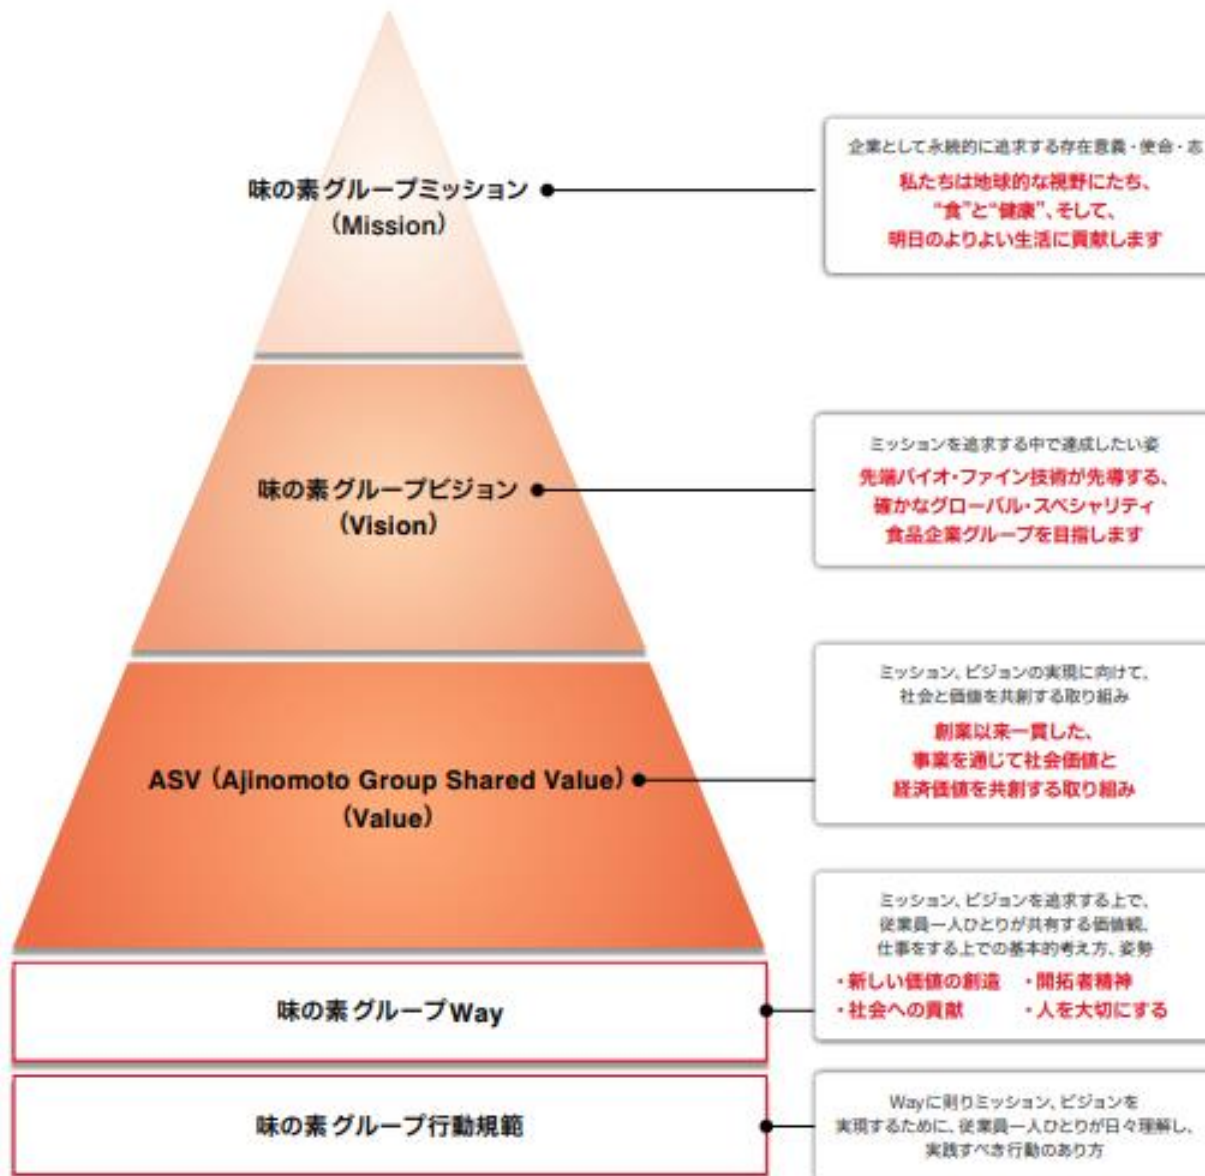 味の素グループミッション
(Mission)
企業として永続的に追求する存在意義・使命・志
私たちは地球的な視野にたち、
“食”と“健康”、そして、
明日のよりよい生活に貢献します
味の素グループビジョン
(Vision)
ミッションを追求する中で達成したい姿
先端バイオ・ファイン技術が先導する、
確かなグローバル・スペシャリティ
食品企業グループを目指します
ASV (Ajinomoto Group Shared Value)
(Value)
ミッション、ビジョンの実現に向けて、
社会と価値を共創する取り組み
創業以来一貫した、
事業を通じて社会価値と
経済価値を共創する取り組み
味の素グループWay
ミッション、ビジョンを追求する上で、
従業員一人ひとりが共有する価値観、
仕事をする上での基本的考え方、姿勢
・新しい価値の創造 ・開拓者精神
・社会への貢献 ・人を大切にする
味の素グループ行動規範
Wayに則りミッション、ビジョンを
実現するために、従業員一人ひとりが日々理解し、
実践すべき行動のあり方